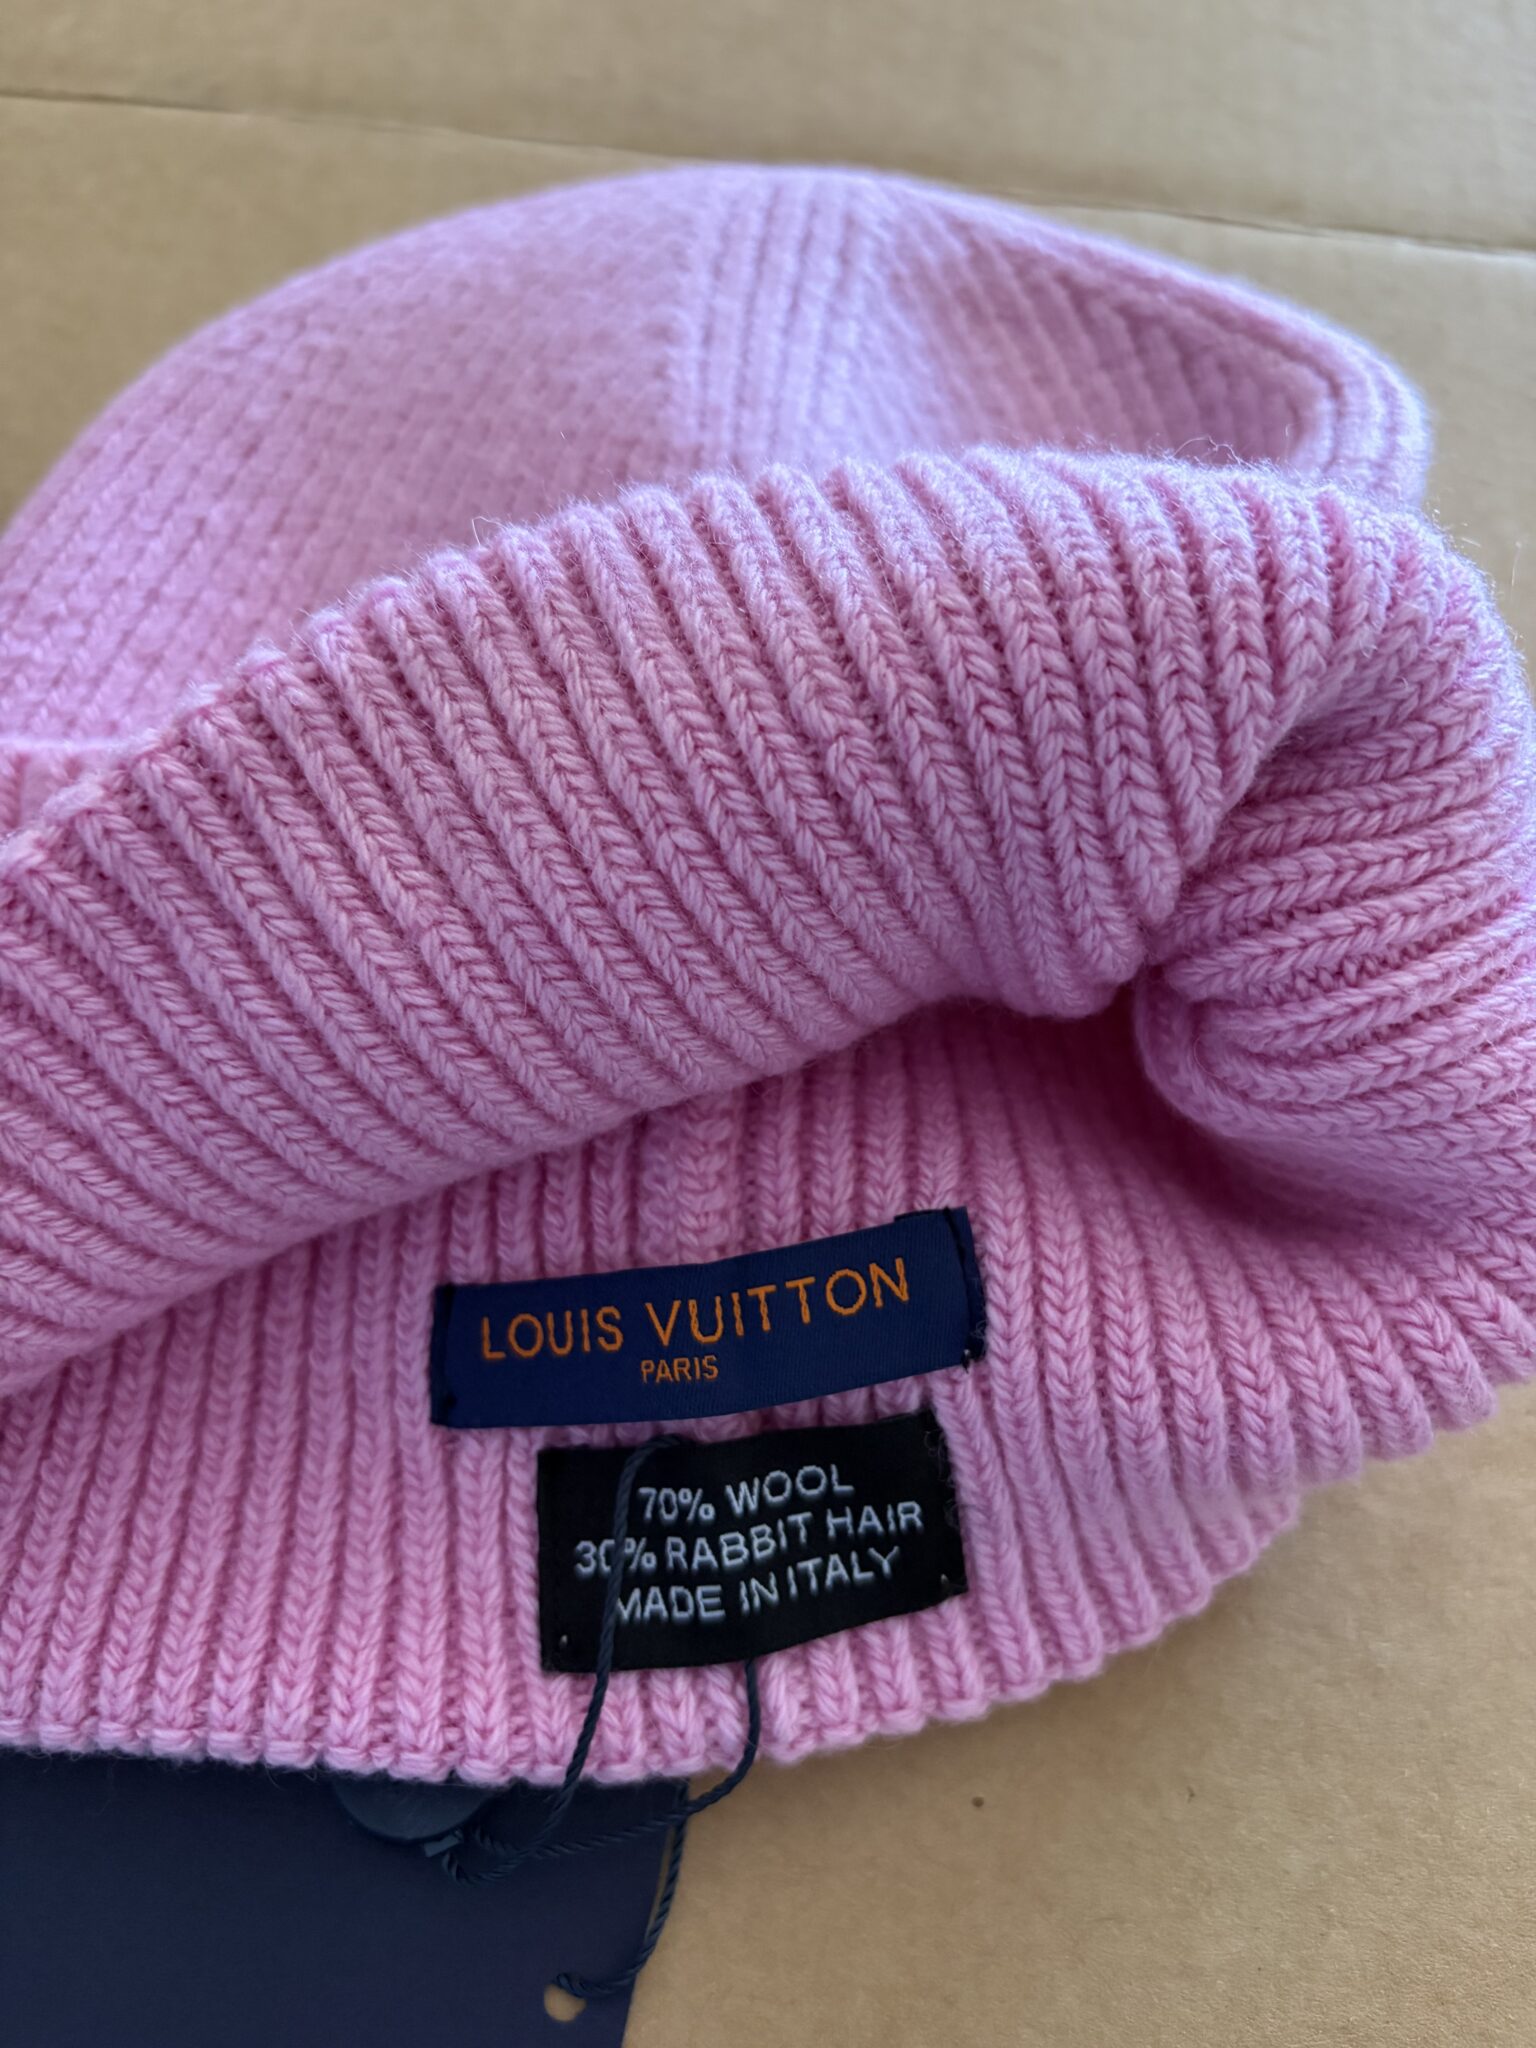 LOUIS VUITTON
PARIS
70% WOOL
30% RABBIT HAIR
MADE IN ITALY